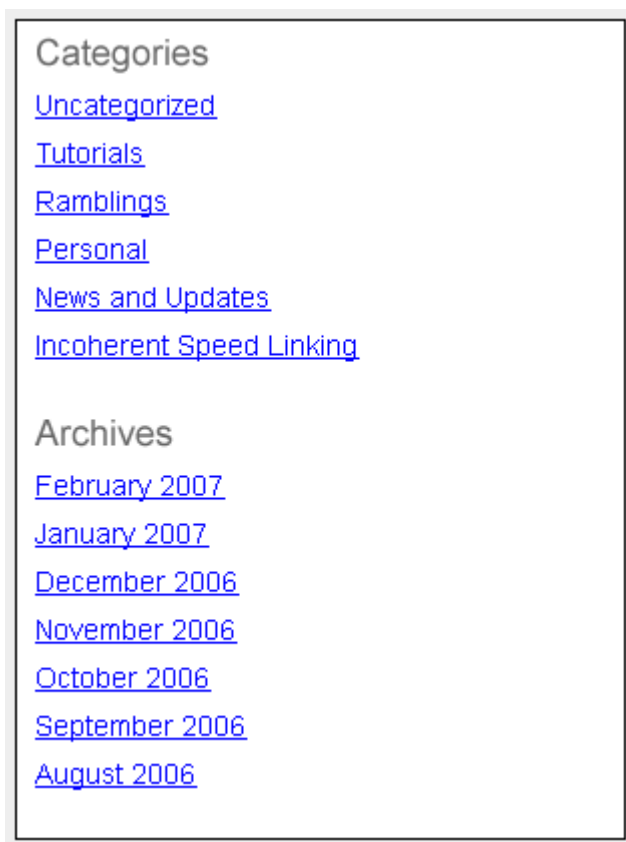 Categories
Uncategorized
Tutorials
Ramblings
Personal
News and Updates
Incoherent Speed Linking
Archives
February 2007
January 2007
December 2006
November 2006
October 2006
September 2006
August 2006